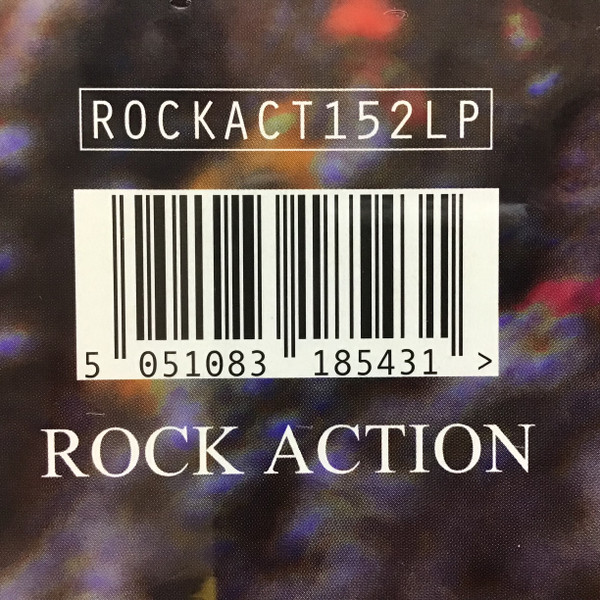 ROCKACT152LP
5 051083 185431 >
ROCK ACTION